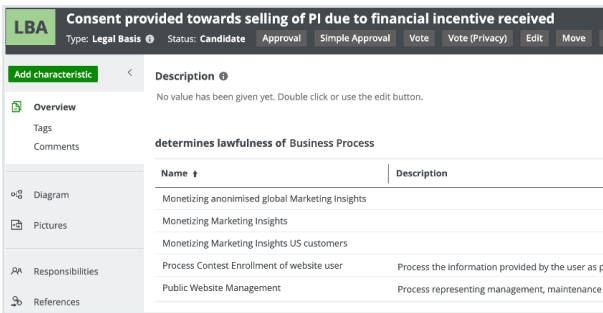 LBA
Consent provided towards selling of PI due to financial incentive received
Type: Legal Basis Status: Candidate Approval Simple Approval Vote Vote (Privacy) Edit Move
Add characteristic
Overview
Tags
Comments
Diagram
Pictures
Responsibilities
References
Description
No value has been given yet. Double click or use the edit button.
determines lawfulness of Business Process
Name Description
Monetizing anonimised global Marketing Insights
Monetizing Marketing Insights
Monetizing Marketing Insights US customers
Process Contest Enrollment of website user Process the information provided by the user as p
Public Website Management Process representing management, maintenance